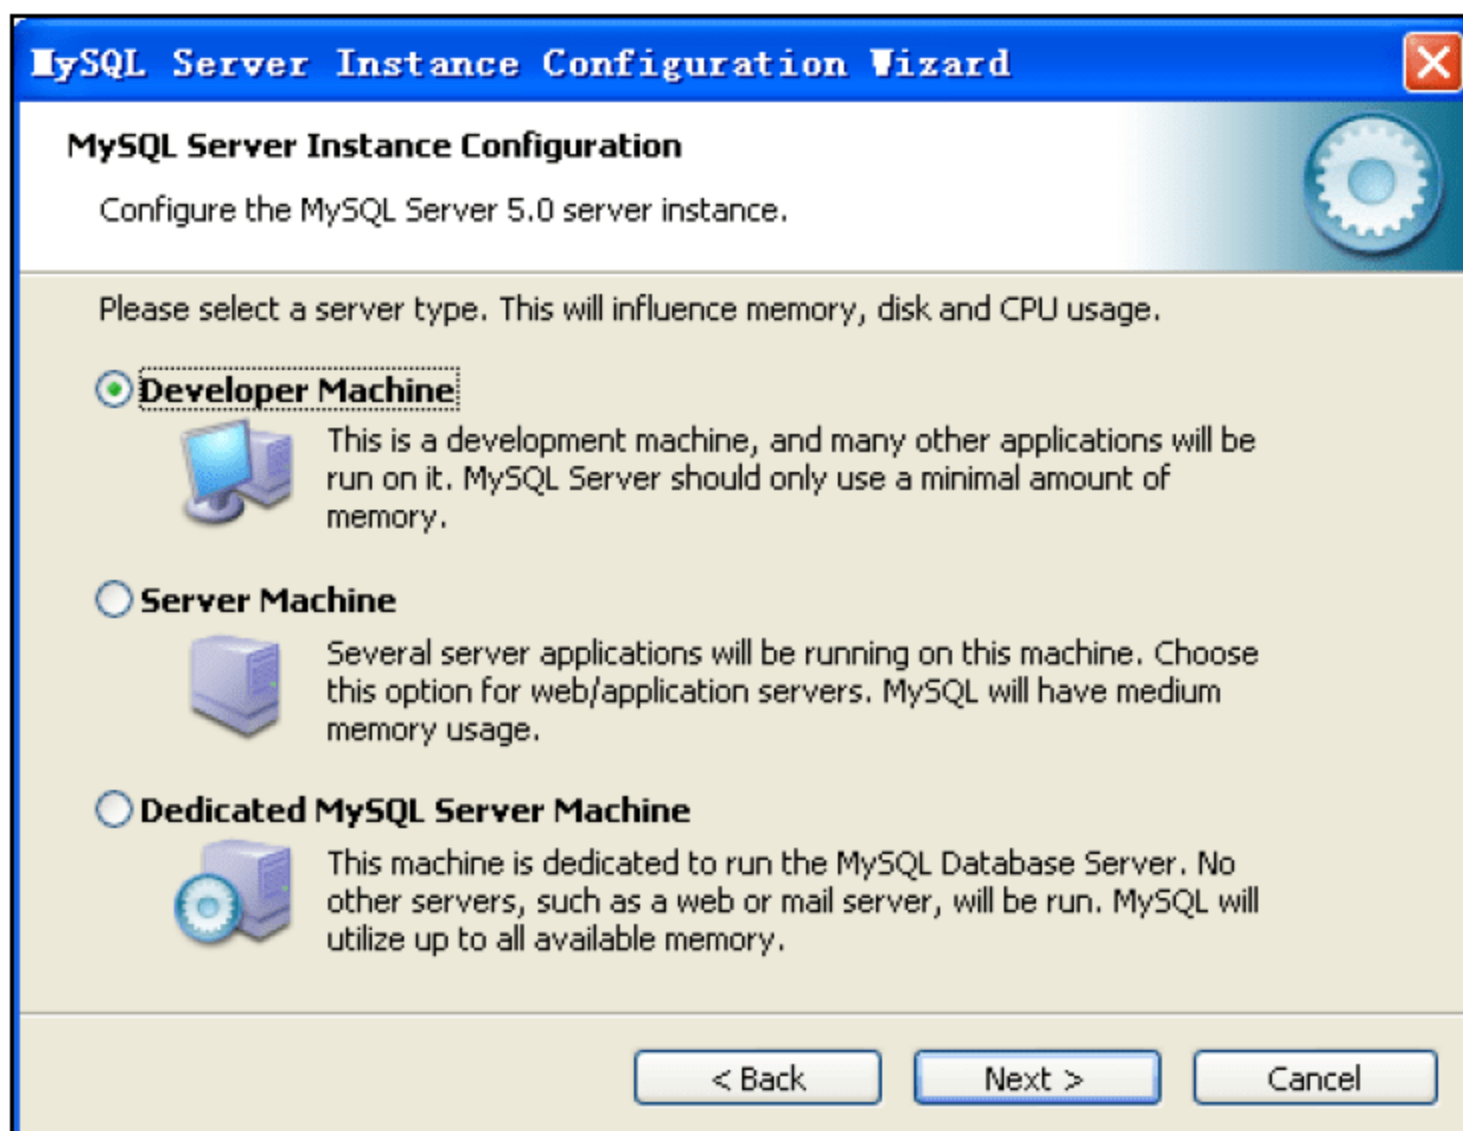 MySQL Server Instance Configuration Wizard
MySQL Server Instance Configuration
Configure the MySQL Server 5.0 server instance.
Please select a server type. This will influence memory, disk and CPU usage.
Developer Machine
This is a development machine, and many other applications will be
run on it. MySQL Server should only use a minimal amount of
memory.
Server Machine
Several server applications will be running on this machine. Choose
this option for web/application servers. MySQL will have medium
memory usage.
Dedicated MySQL Server Machine
This machine is dedicated to run the MySQL Database Server. No
other servers, such as a web or mail server, will be run. MySQL will
utilize up to all available memory.
< Back
Next >
Cancel